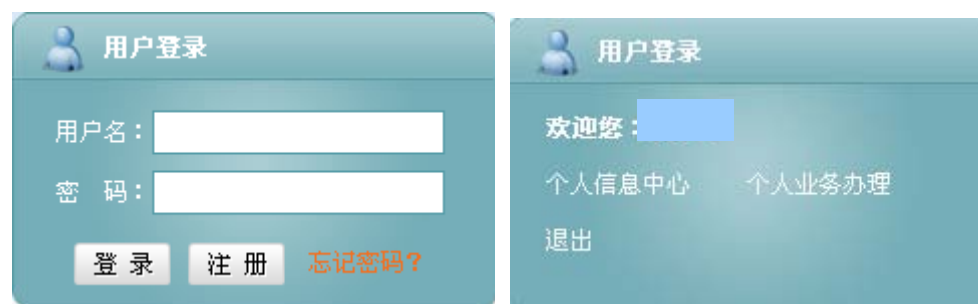 用户登录
用户名：
密 码：
登 录 注 册 忘记密码？
用户登录
欢迎您：
个人信息中心 个人业务办理
退出